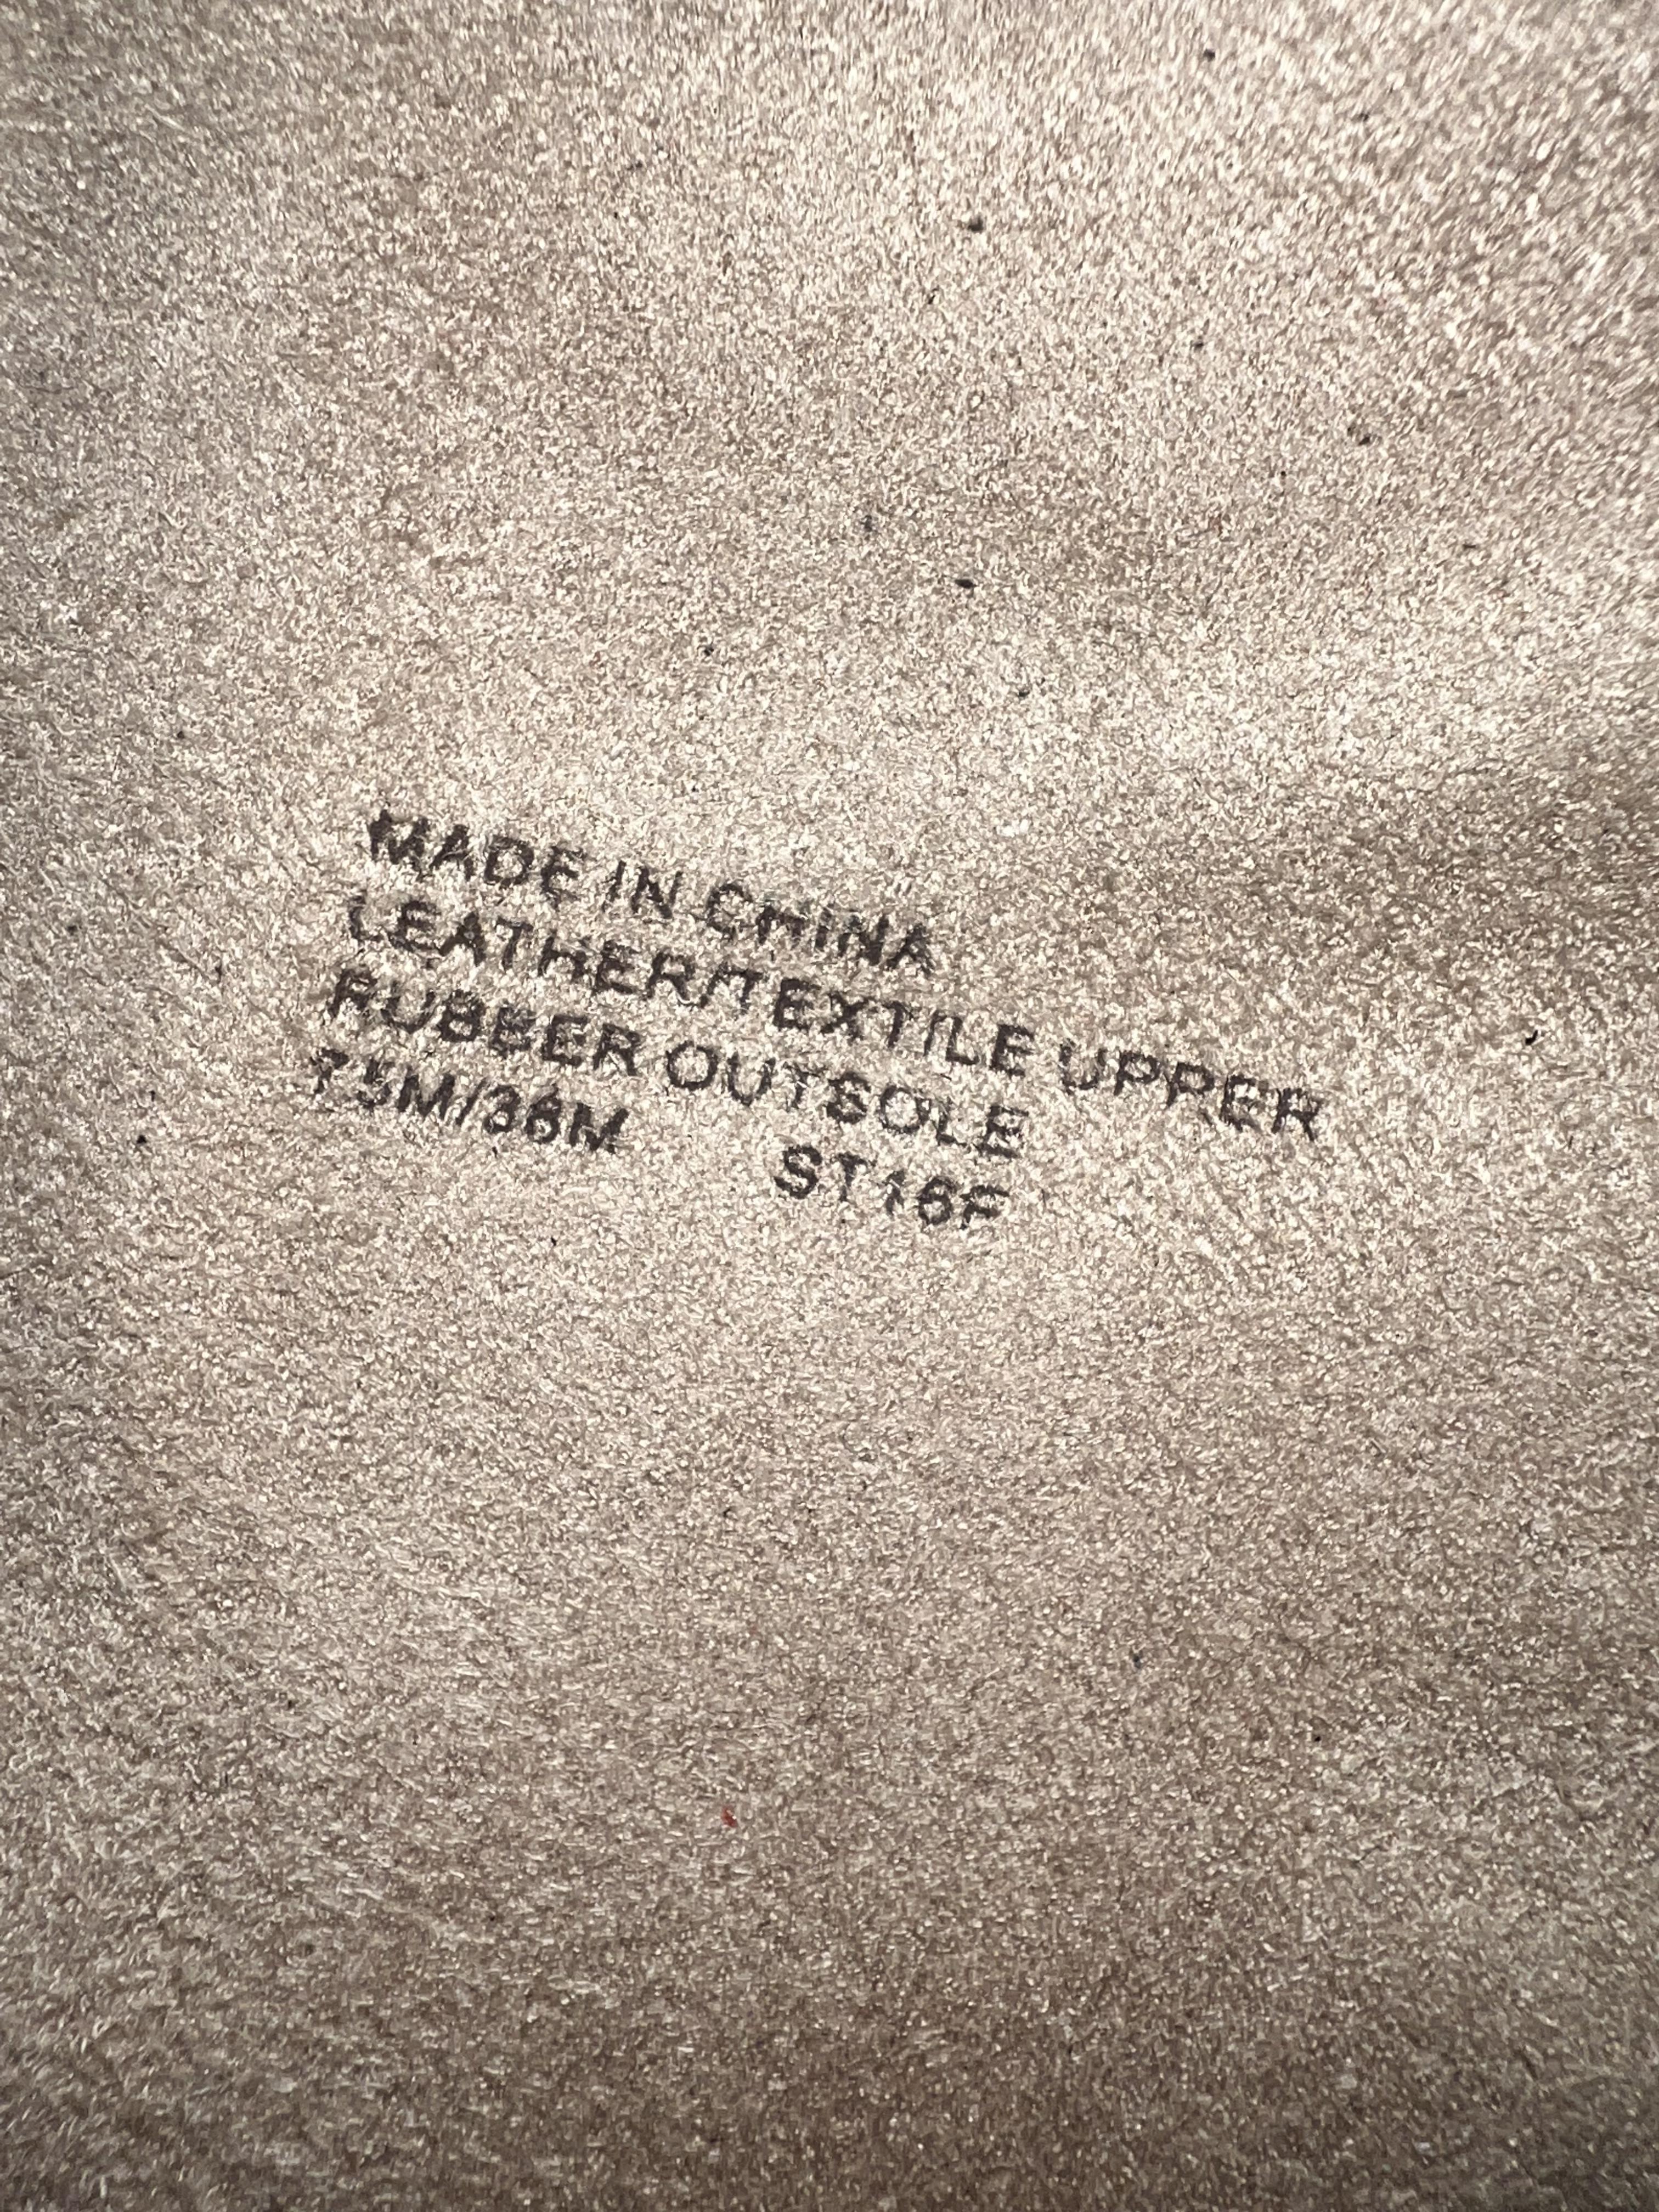 MADE IN CHINA
LEATHER/TEXTILE UPPER
RUBBER OUTSOLE
7.5M/38M ST16F